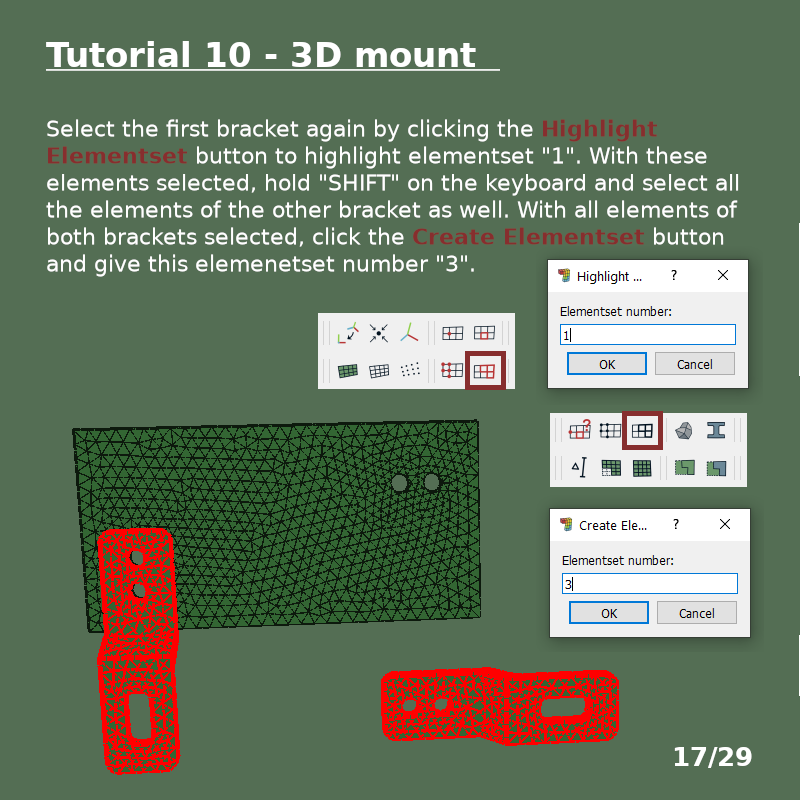 Tutorial 10 - 3D mount
Select the first bracket again by clicking the Highlight
Elementset button to highlight elementset "1". With these
elements selected, hold "SHIFT" on the keyboard and select all
the elements of the other bracket as well. With all elements of
both brackets selected, click the Create Elementset button
and give this elemenetset number "3".
Highlight ... ?
Elementset number:
1
OK Cancel
?
Create Ele... ?
Elementset number:
3
OK Cancel
17/29